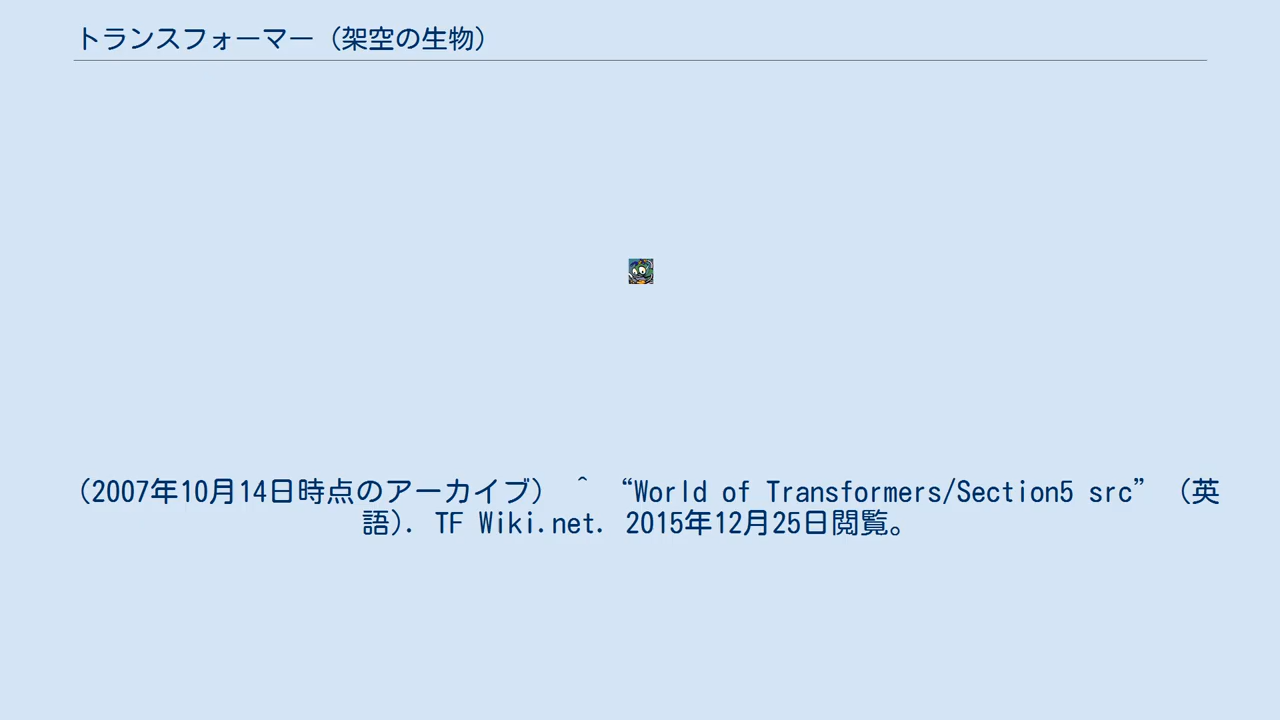 トランスフォーマー（架空の生物）
（2007年10月14日時点のアーカイブ） ^ “World of Transformers/Section5 src” （英
語）. TF Wiki.net. 2015年12月25日閲覧。